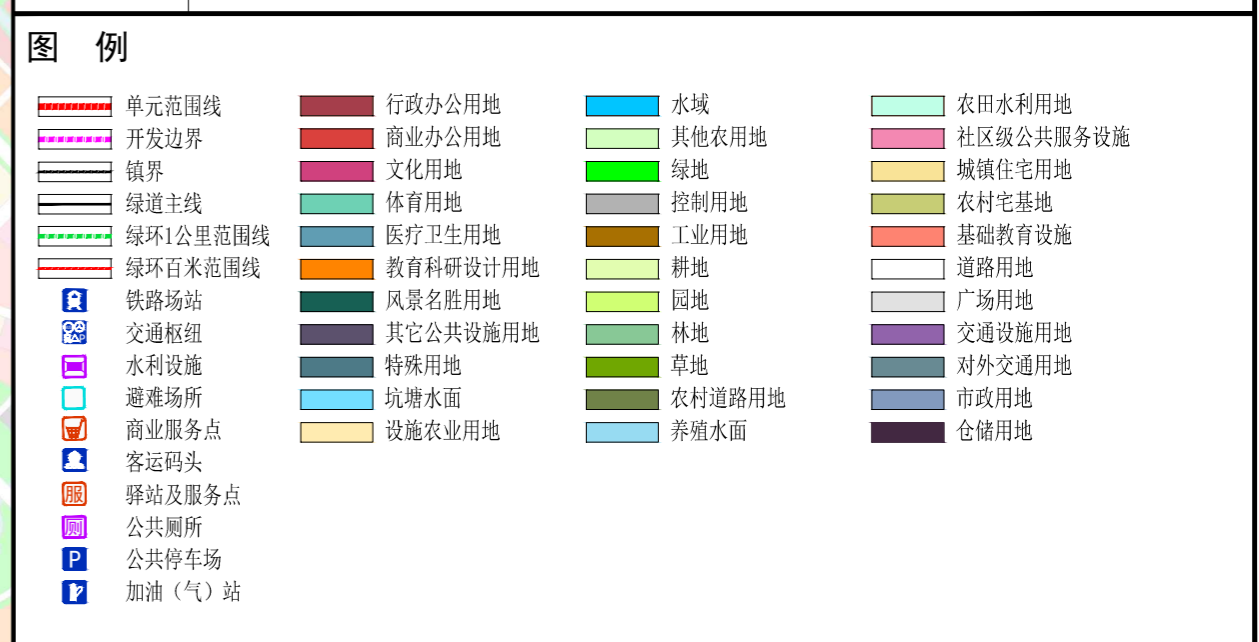 图 例
单元范围线
开发边界
镇界
绿道主线
绿环1公里范围线
绿环百米范围线
铁路场站
交通枢纽
水利设施
避难场所
商业服务点
客运码头
服 驿站及服务点
厕 公共厕所
P 公共停车场
加油（气）站
行政办公用地
商业办公用地
文化用地
体育用地
医疗卫生用地
教育科研设计用地
风景名胜用地
其它公共设施用地
特殊用地
坑塘水面
设施农业用地
水域
其他农用地
绿地
控制用地
工业用地
耕地
园地
林地
草地
农村道路用地
养殖水面
农田水利用地
社区级公共服务设施
城镇住宅用地
农村宅基地
基础教育设施
道路用地
广场用地
交通设施用地
对外交通用地
市政用地
仓储用地